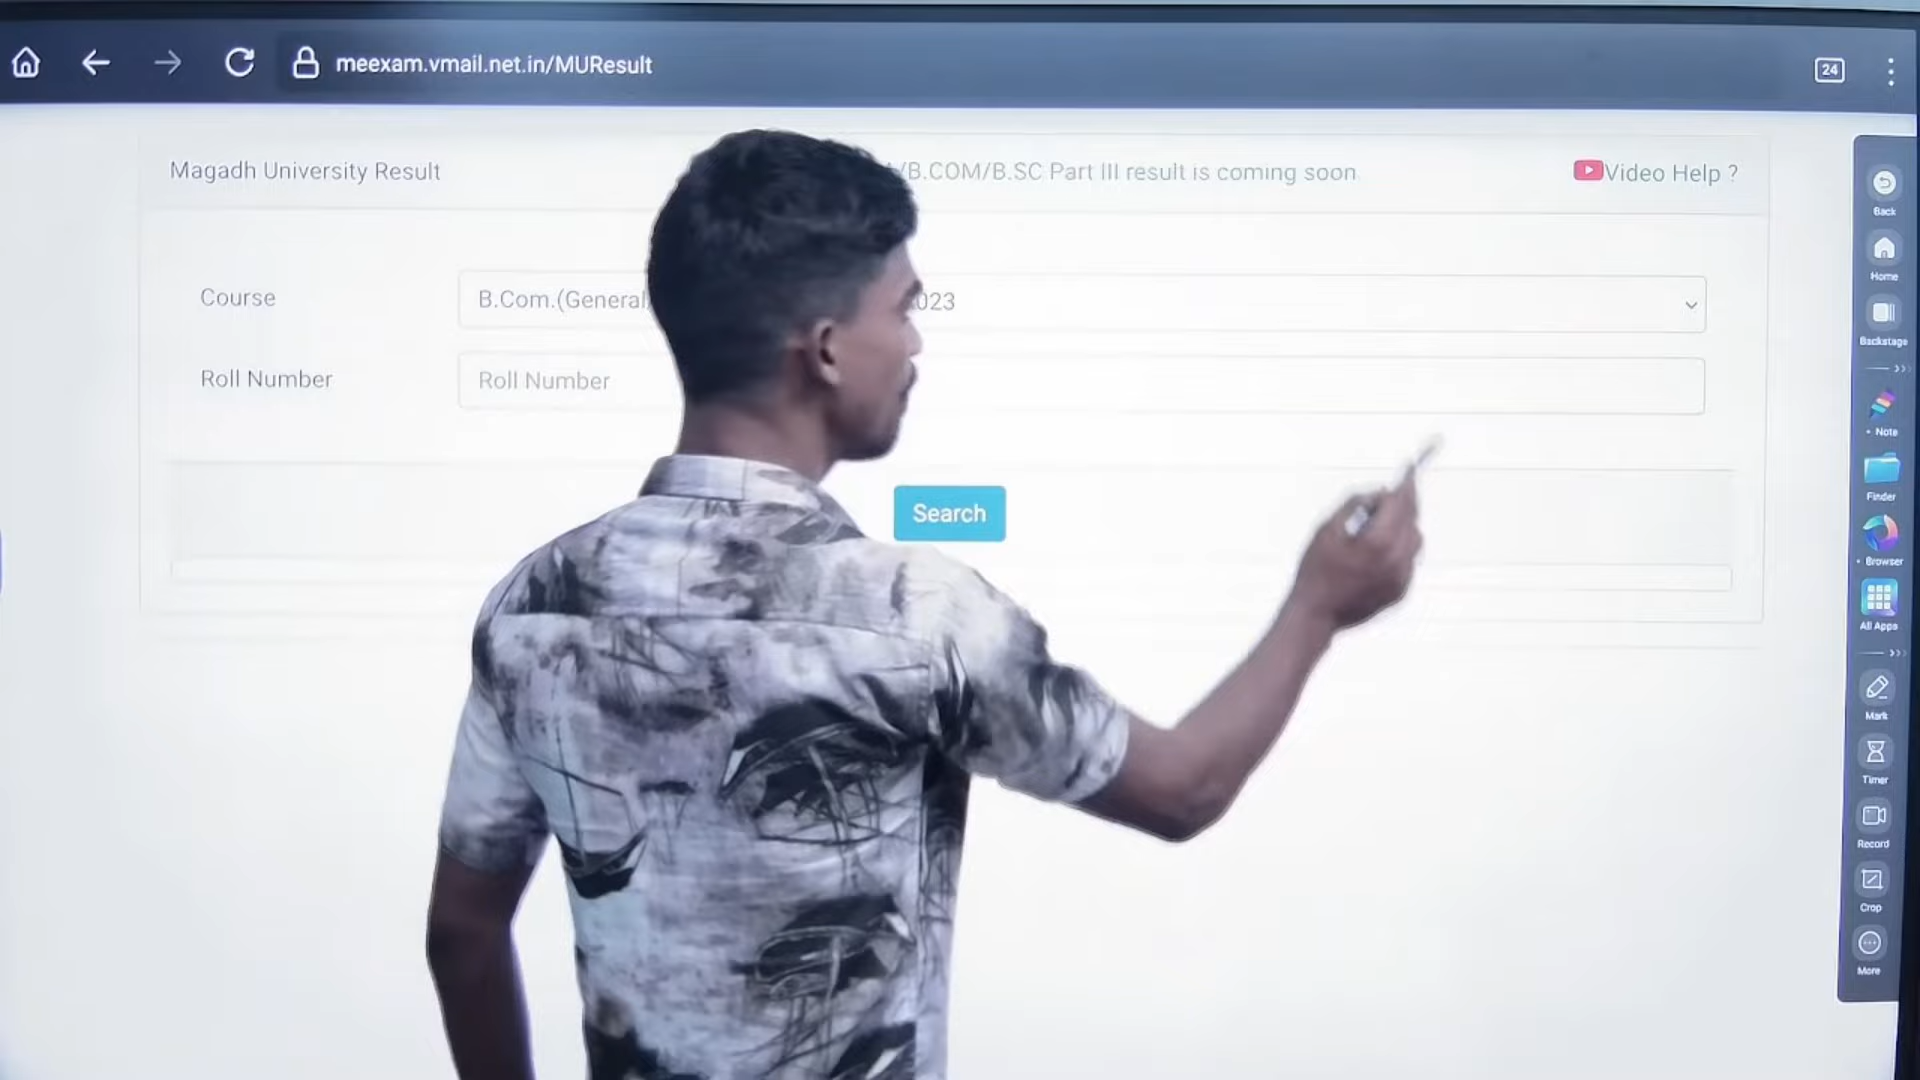 meexam.vmail.net.in/MUResult
24
Magadh University Result
/B.COM/B.SC Part III result is coming soon
Video Help ?
Course
B.Com.(General
023
Roll Number
Roll Number
Search
Back
Home
Backstage
Note
Finder
Browser
All Apps
Mark
Timer
Record
Crop
More